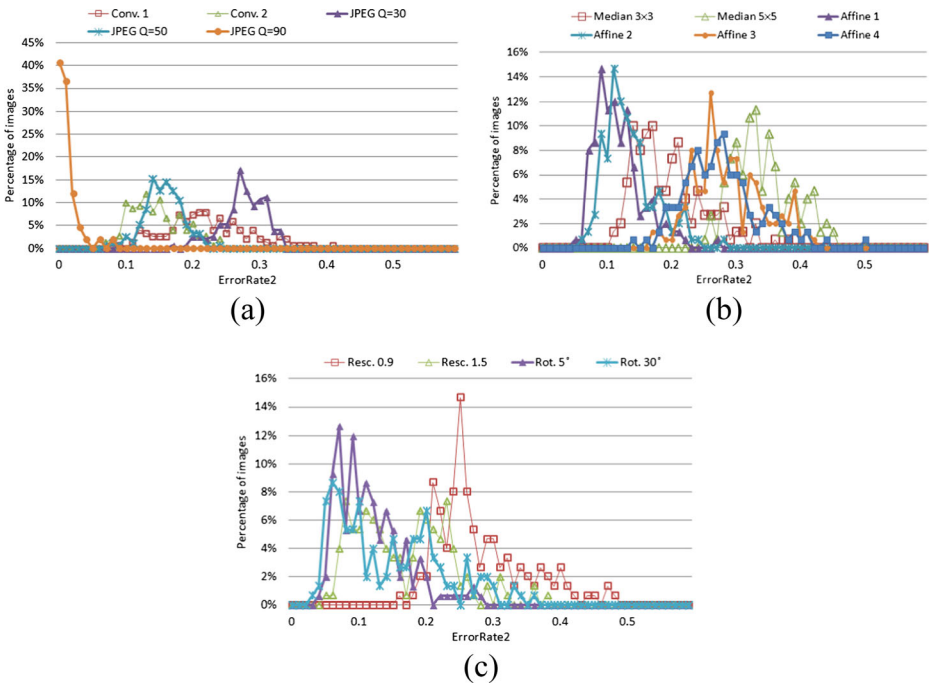 Conv. 1 Conv. 2 JPEG Q=30
JPEG Q=50 JPEG Q=90
45%
40%
35%
30%
25%
20%
15%
10%
5%
0%
Percentage of images
0 0.1 0.2 0.3 0.4 0.5
ErrorRate2
(a)
Median 3×3 Median 5×5 Affine 1
Affine 2 Affine 3 Affine 4
16%
14%
12%
10%
8%
6%
4%
2%
0%
Percentage of images
0 0.1 0.2 0.3 0.4 0.5
ErrorRate2
(b)
Resc. 0.9 Resc. 1.5 Rot. 5˚ Rot. 30˚
16%
14%
12%
10%
8%
6%
4%
2%
0%
Percentage of images
0 0.1 0.2 0.3 0.4 0.5
ErrorRate2
(c)